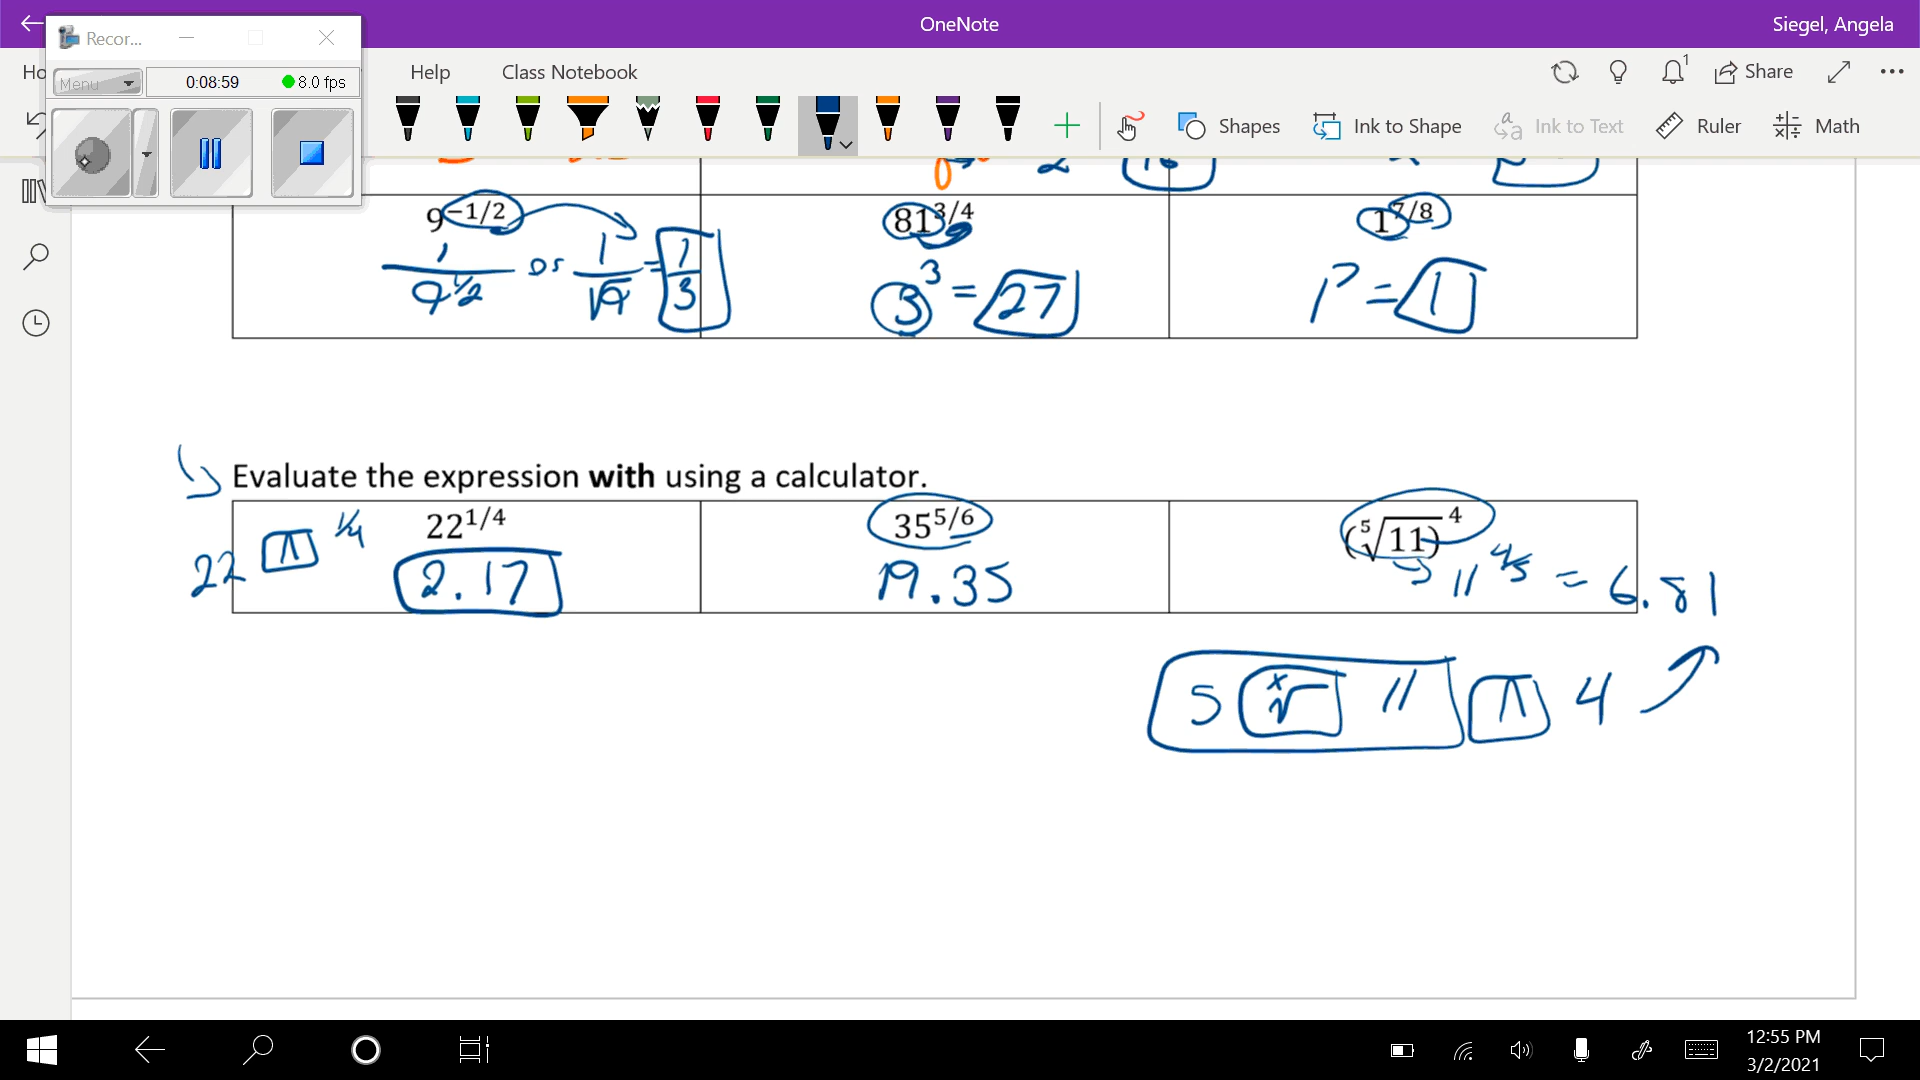 OneNote
Siegel, Angela
Recor...
Menu
0:08:59
8.0 fps
Help
Class Notebook
1
Share
Shapes
Ink to Shape
Ink to Text
Ruler
Math
9^{-1/2}
81^{3/4}
1^{7/8}
1/9^{1/2} or 1/√9 = 1/3
3^3 = 27
1^7 = 1
Evaluate the expression with using a calculator.
22^{1/4}
35^{5/6}
(⁵√11)^4
22 ^ 1/4
2.17
19.35
11^{4/5} = 6.81
5 ˣ√ 11 ^ 4
12:55 PM
3/2/2021